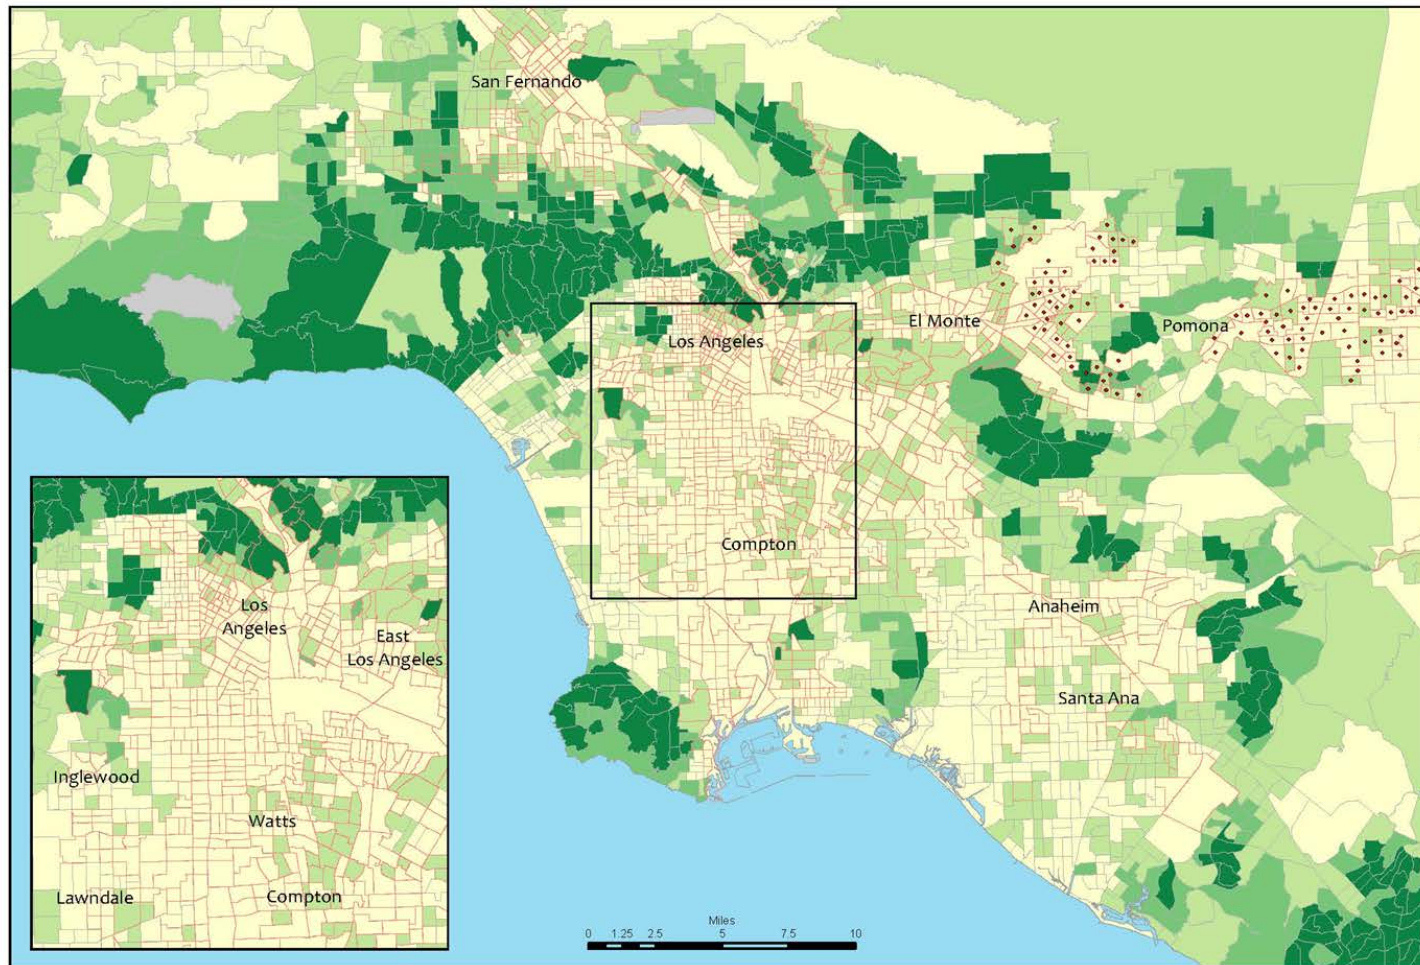 San Fernando
El Monte
Pomona
Los Angeles
Compton
Anaheim
Santa Ana
Los
Angeles
East
Los Angeles
Inglewood
Watts
Lawndale
Compton
Miles
0 1.25 2.5 5 7.5 10